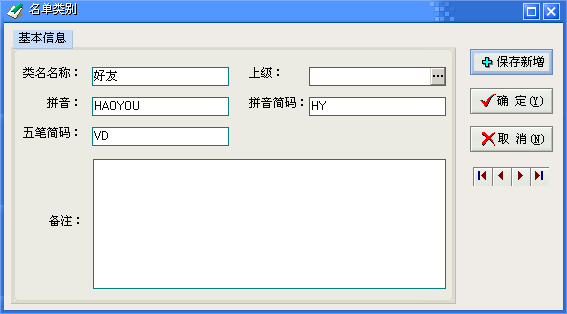 名单类别
基本信息
类名名称： 好友 上级： ...
拼音： HAOYOU 拼音简码： HY
五笔简码： VD
备注：
保存新增
确 定(Y)
取 消(N)